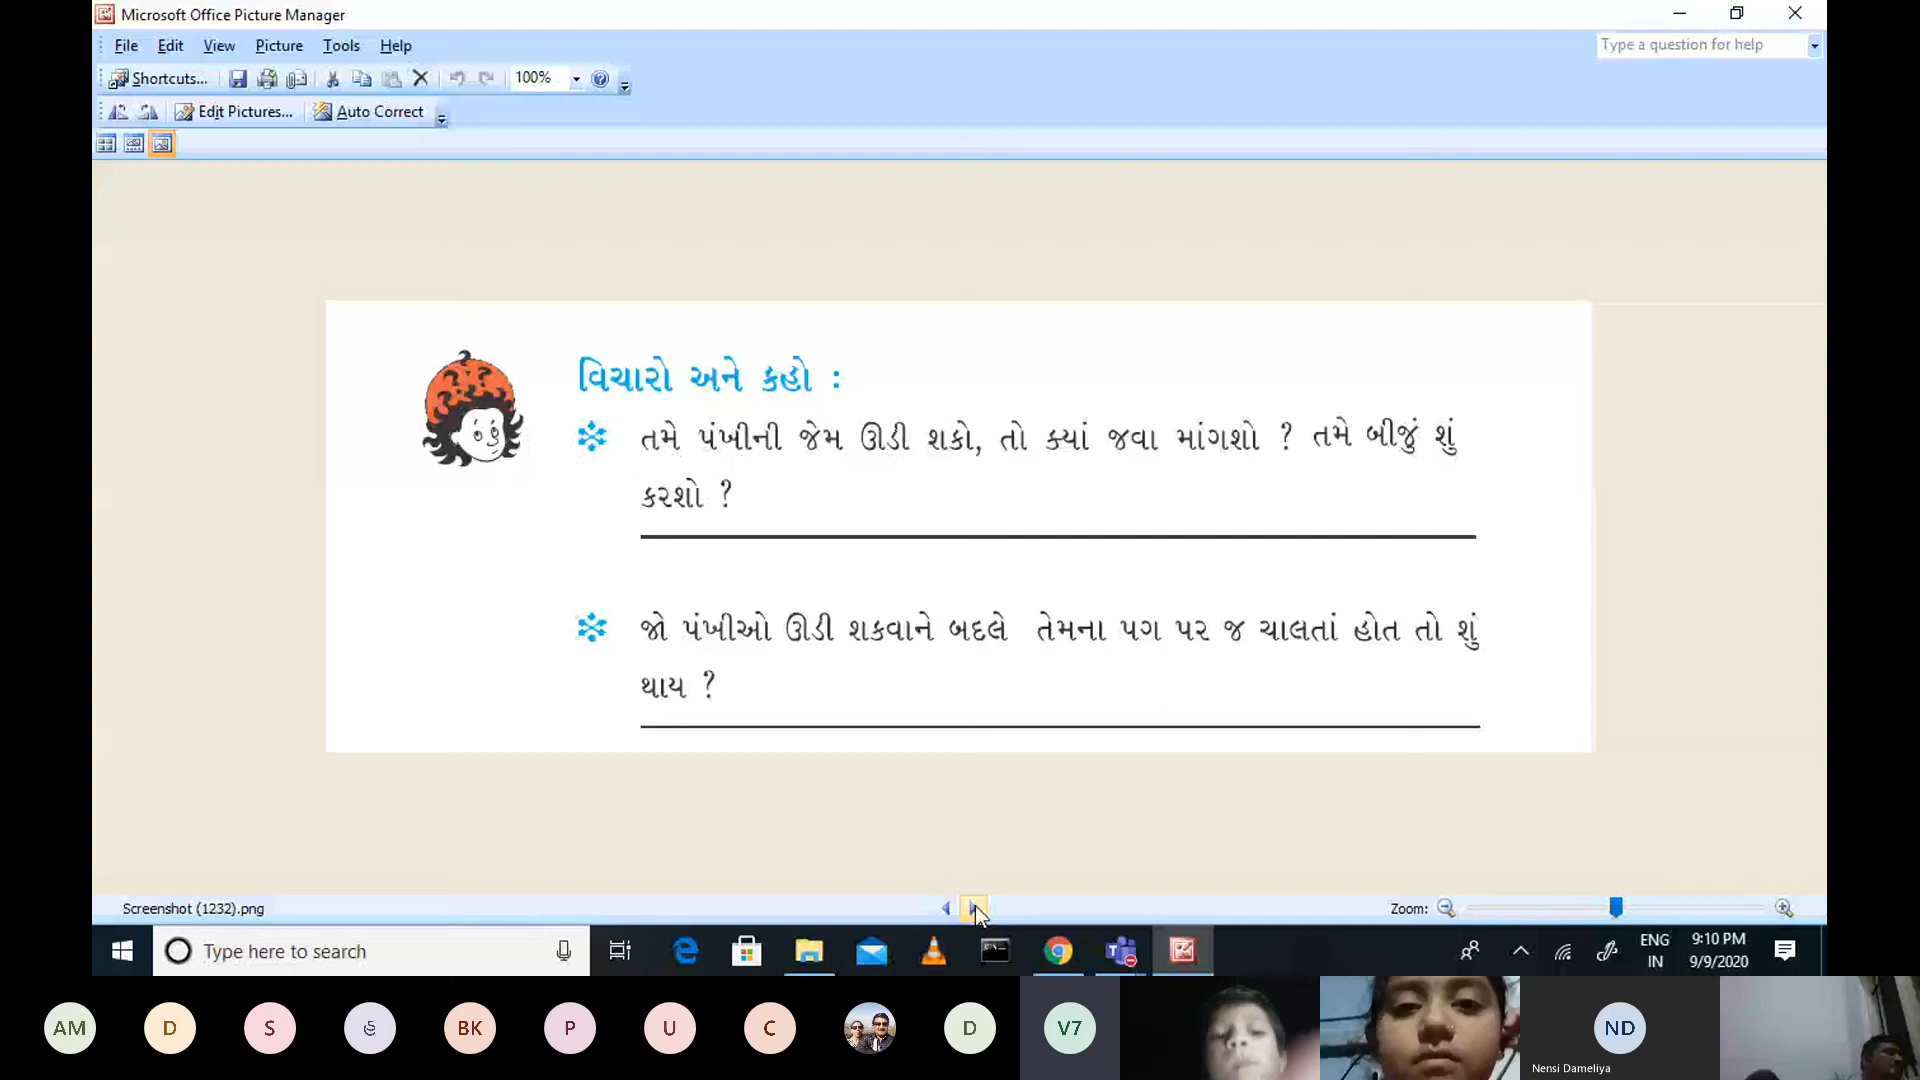 Microsoft Office Picture Manager
File Edit View Picture Tools Help
Type a question for help
Shortcuts... 100%
Edit Pictures... Auto Correct
વિચારો અને કહો :
તમે પંખીની જેમ ઊડી શકો, તો ક્યાં જવા માંગશો ? તમે બીજું શું
કરશો ?
જો પંખીઓ ઊડી શકવાને બદલે તેમના પગ પર જ ચાલતાં હોત તો શું
થાય ?
Screenshot (1232).png
Zoom:
Type here to search
ENG
IN
9:10 PM
9/9/2020
AM D S હ BK P U C D V7 ND
Nensi Dameliya